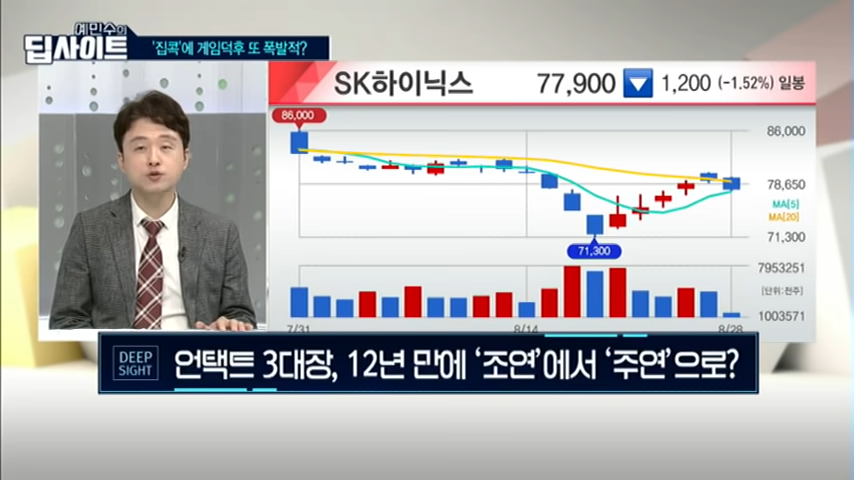 예민수의
딥사이트
'집콕'에 게임덕후 또 폭발적?
SK하이닉스 77,900 ▼ 1,200 (-1.52%) 일봉
86,000
86,000
78,650
MA[5]
MA[20]
71,300
71,300
7953251
[단위:천주]
1003571
7/31 8/14 8/28
DEEP
SIGHT
언택트 3대장, 12년 만에 '조연'에서 '주연'으로?